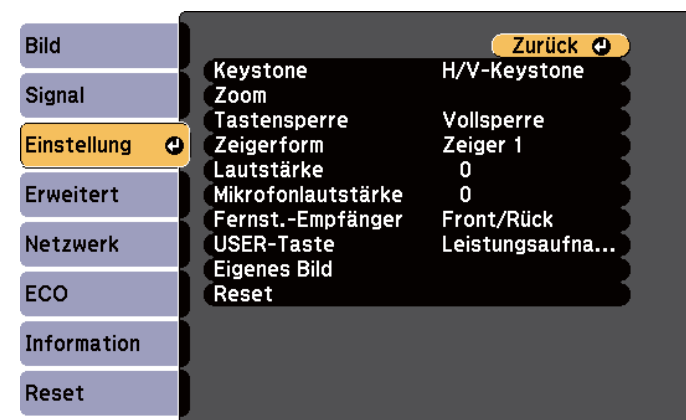 Bild
Signal
Einstellung
Erweitert
Netzwerk
ECO
Information
Reset
Zurück
Keystone H/V-Keystone
Zoom
Tastensperre Vollsperre
Zeigerform Zeiger 1
Lautstärke 0
Mikrofonlautstärke 0
Fernst.-Empfänger Front/Rück
USER-Taste Leistungsaufna...
Eigenes Bild
Reset